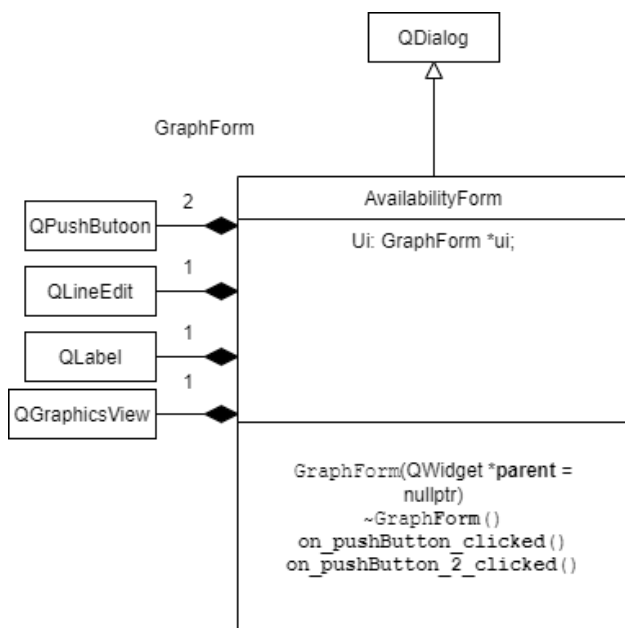 QDialog
GraphForm
AvailabilityForm
2
QPushButoon
Ui: GraphForm *ui;
1
QLineEdit
1
QLabel
1
QGraphicsView
GraphForm(QWidget *parent =
nullptr)
~GraphForm()
on_pushButton_clicked()
on_pushButton_2_clicked()